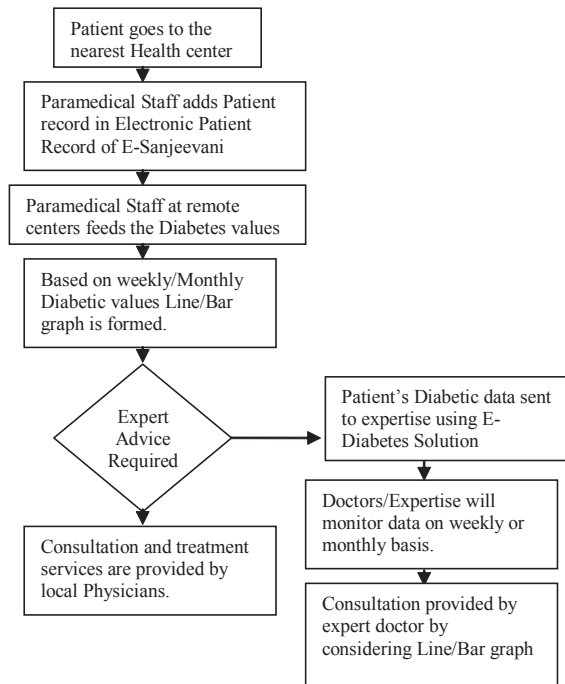 Patient goes to the
nearest Health center
Paramedical Staff adds Patient
record in Electronic Patient
Record of E-Sanjeevani
Paramedical Staff at remote
centers feeds the Diabetes values
Based on weekly/Monthly
Diabetic values Line/Bar
graph is formed.
Expert
Advice
Required
Consultation and treatment
services are provided by
local Physicians.
Patient's Diabetic data sent
to expertise using E-
Diabetes Solution
Doctors/Expertise will
monitor data on weekly or
monthly basis.
Consultation provided by
expert doctor by
considering Line/Bar graph